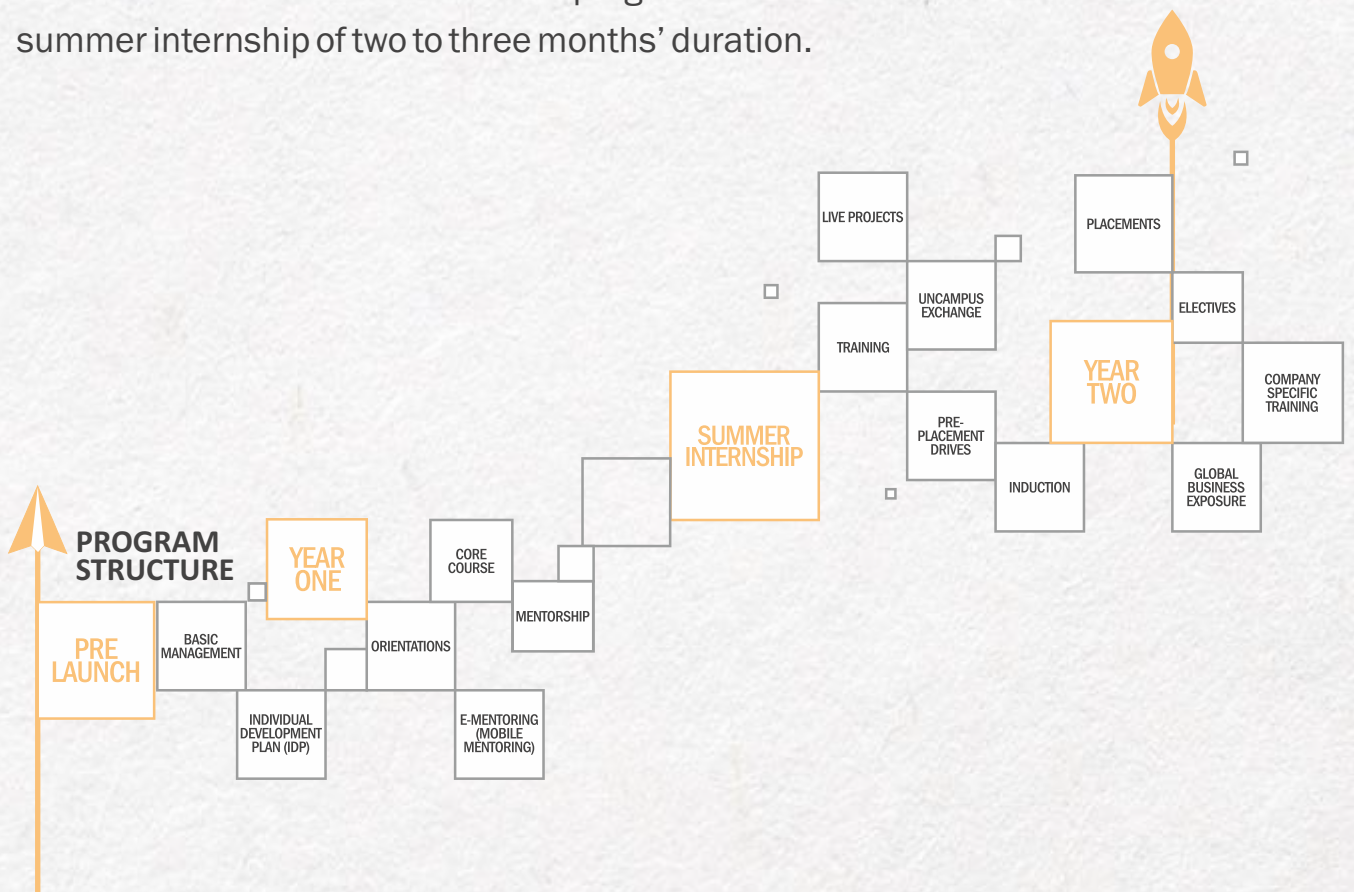 summer internship of two to three months’ duration.
PROGRAM
STRUCTURE
PRE
LAUNCH
BASIC
MANAGEMENT
INDIVIDUAL
DEVELOPMENT
PLAN (IDP)
YEAR
ONE
ORIENTATIONS
CORE
COURSE
E-MENTORING
(MOBILE
MENTORING)
MENTORSHIP
SUMMER
INTERNSHIP
LIVE PROJECTS
TRAINING
UNCAMPUS
EXCHANGE
PRE-
PLACEMENT
DRIVES
INDUCTION
YEAR
TWO
PLACEMENTS
ELECTIVES
COMPANY
SPECIFIC
TRAINING
GLOBAL
BUSINESS
EXPOSURE